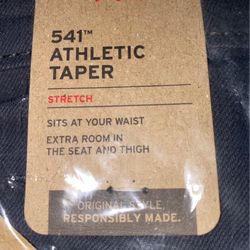 541™
ATHLETIC
TAPER
STRETCH
SITS AT YOUR WAIST
EXTRA ROOM IN
THE SEAT AND THIGH
ORIGINAL STYLE,
RESPONSIBLY MADE.